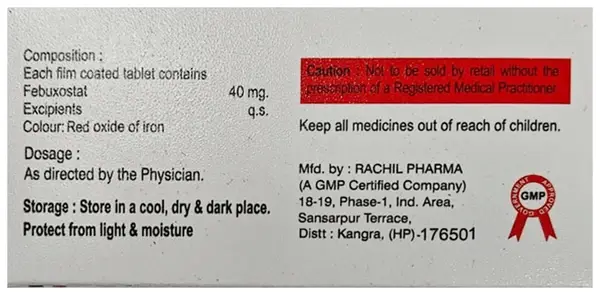 Composition :
Each film coated tablet contains
Febuxostat 40 mg.
Excipients q.s.
Colour: Red oxide of iron
Dosage :
As directed by the Physician.
Storage : Store in a cool, dry & dark place.
Protect from light & moisture
Caution : Not to be sold by retail without the
prescription of a Registered Medical Practitioner
Keep all medicines out of reach of children.
Mfd. by : RACHIL PHARMA
(A GMP Certified Company)
18-19, Phase-1, Ind. Area,
Sansarpur Terrace,
Distt : Kangra, (HP)-176501
GOVERNMENT APPROVED
GMP